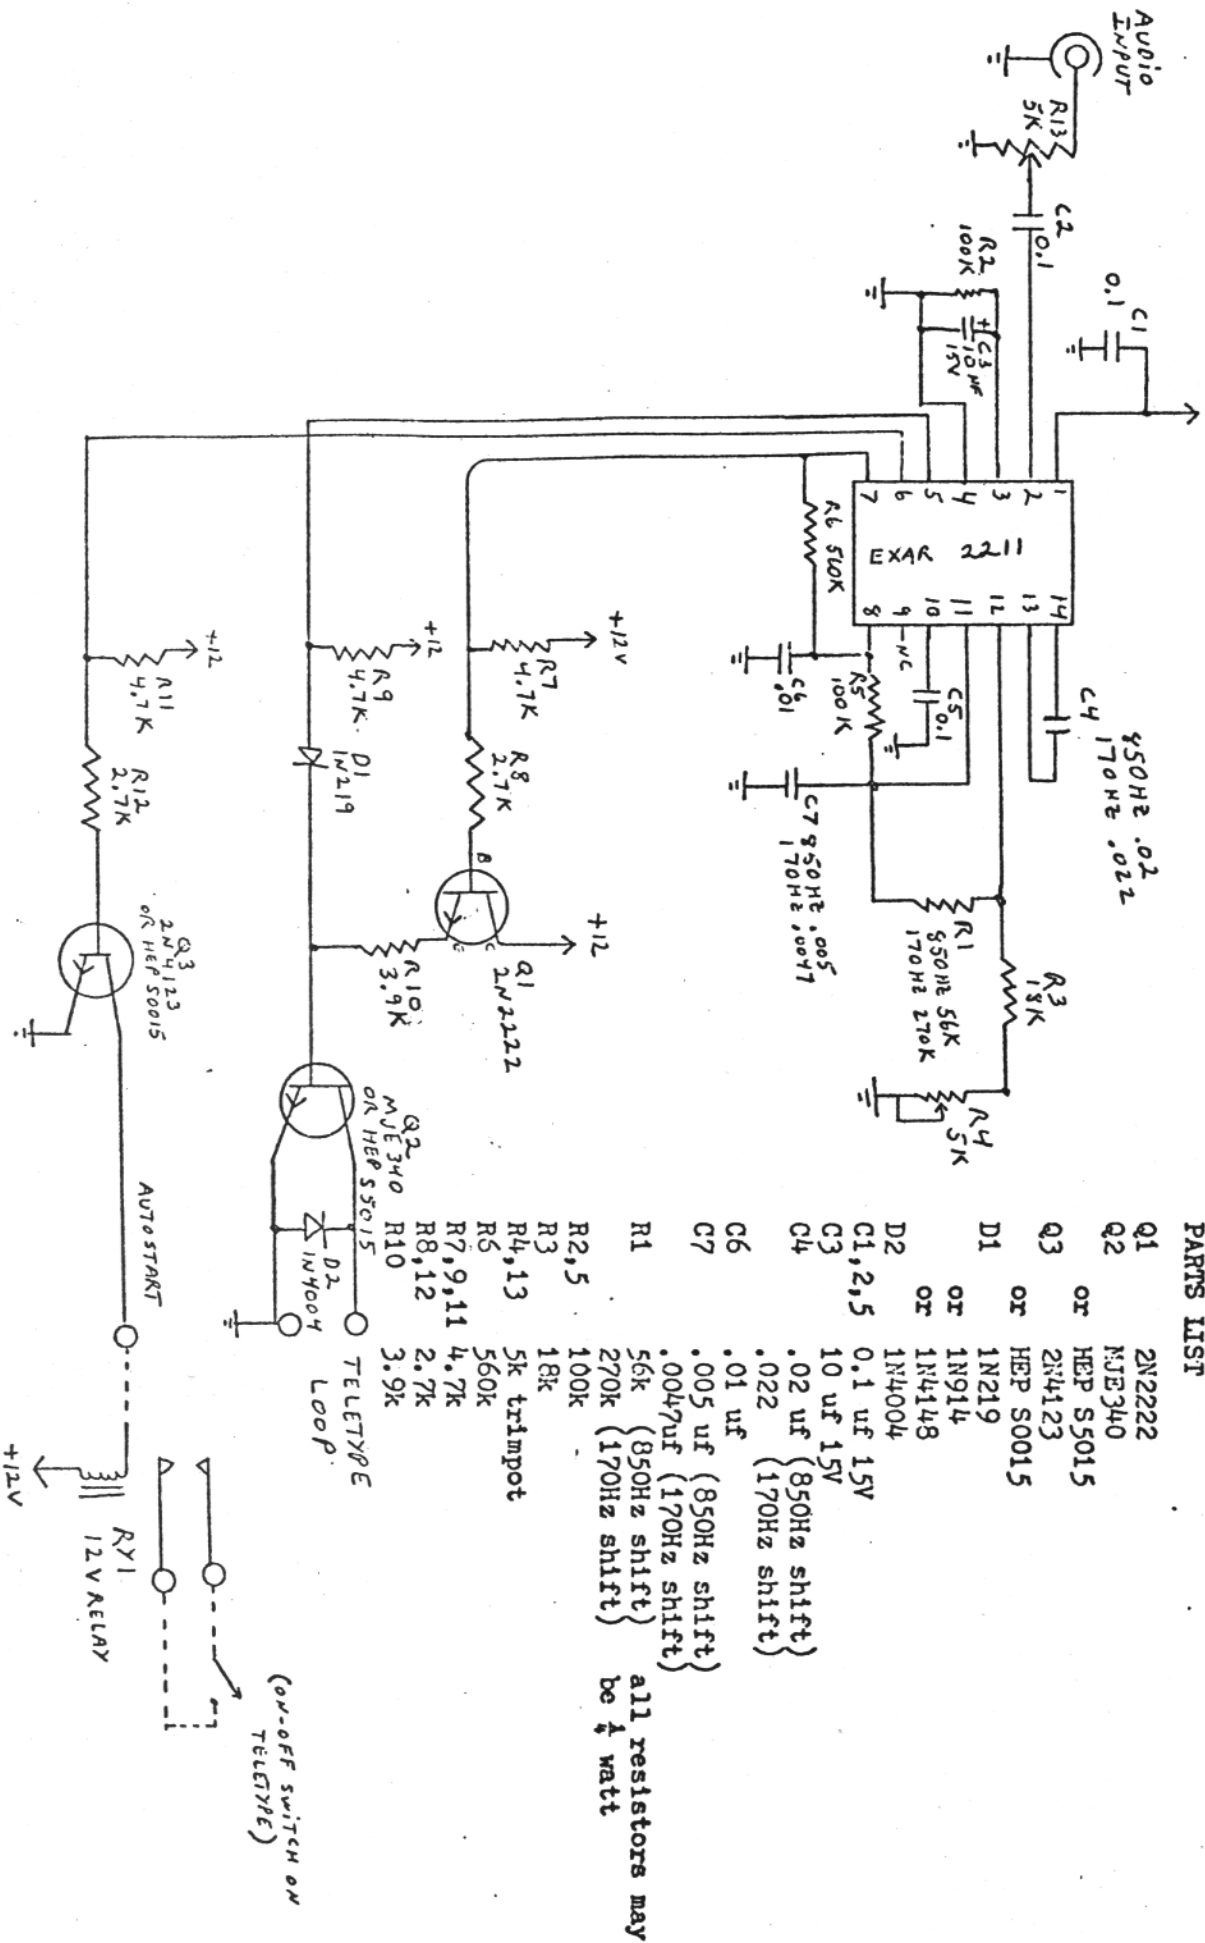 AUDIO
INPUT
R13
5K
C2
0.1
C1
0.1
R2
100K
+
C3
10 MF
15V
1
2
3
4
5
6
7
EXAR 2211
14
13
12
11
10
9
8
NC
C4
850HZ .02
170HZ .022
R6 560K
C6
.01
R5
100K
C5
0.1
C7 850HZ .005
170HZ .0047
R1
850HZ 56K
170HZ 270K
R3
18K
R4
5K
+12V
R7
4.7K
R8
2.7K
B
E
C
+12
Q1
2N2222
R10
3.9K
+12
R9
4.7K
D1
1N219
Q2
MJE340
OR HEP S5015
D2
1N4004
TELETYPE
LOOP
+12
R11
4.7K
R12
2.7K
Q3
2N4123
OR HEP S0015
AUTOSTART
+12V
RY1
12V RELAY
(ON-OFF SWITCH ON
TELETYPE)
PARTS LIST
Q1 2N2222
Q2 MJE340
or HEP S5015
Q3 2N4123
or HEP S0015
D1 1N219
or 1N914
or 1N4148
D2 1N4004
C1,2,5 0.1 uf 15V
C3 10 uf 15V
C4 .02 uf (850Hz shift)
.022 (170Hz shift)
C6 .01 uf
C7 .005 uf (850Hz shift)
.0047uf (170Hz shift)
R1 56k (850Hz shift)
270k (170Hz shift)
R2,5 100k
R3 18k
R4,13 5k trimpot
R6 560k
R7,9,11 4.7k
R8,12 2.7k
R10 3.9k
all resistors may
be ¼ watt